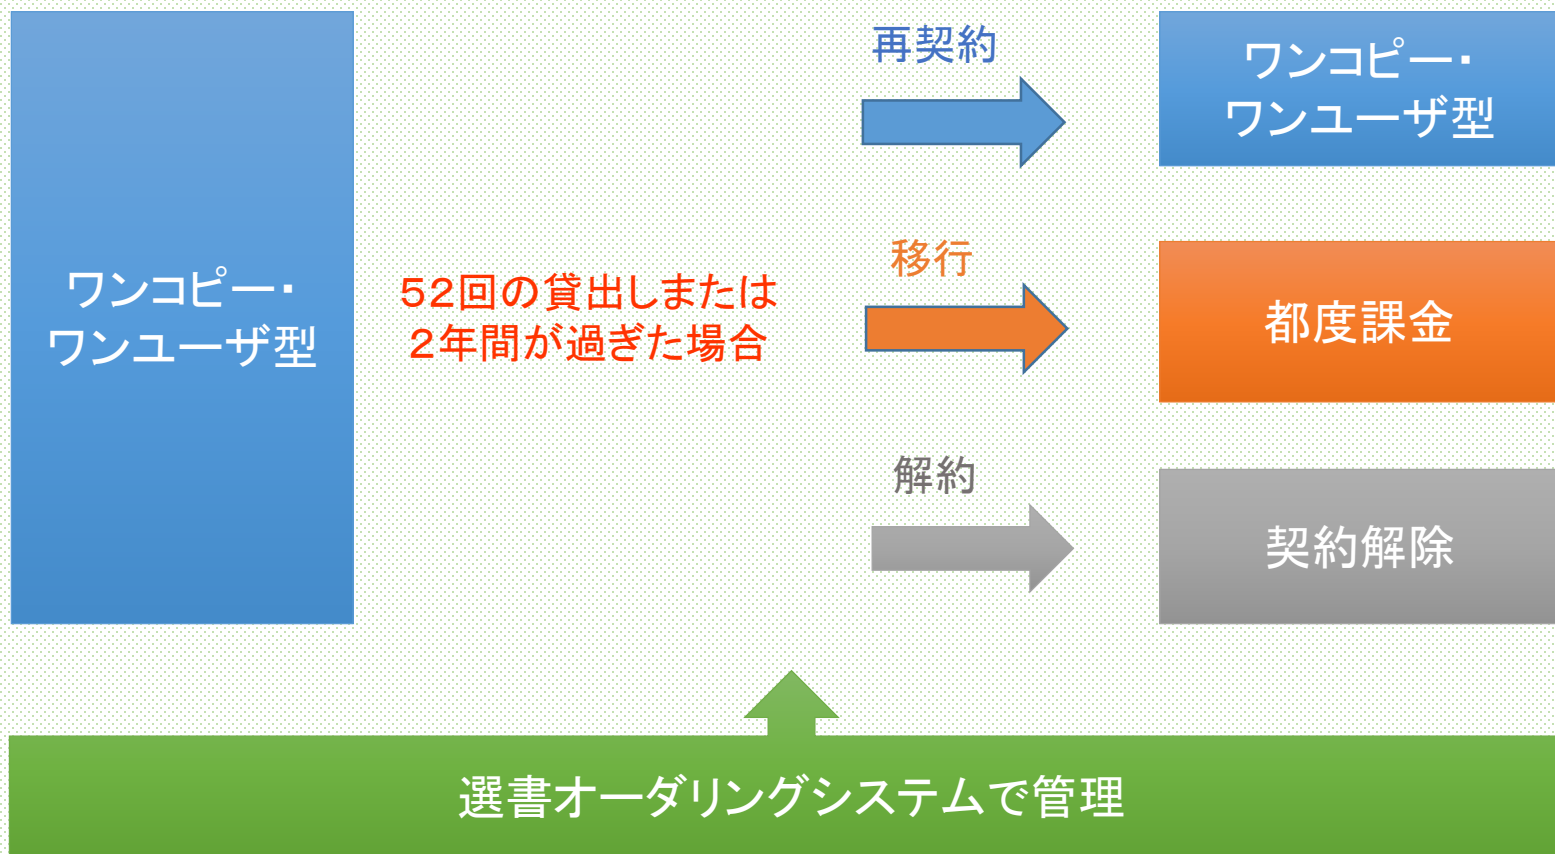 ワンコピー・
ワンユーザ型
52回の貸出しまたは
2年間が過ぎた場合
再契約
ワンコピー・
ワンユーザ型
移行
都度課金
解約
契約解除
選書オーダリングシステムで管理